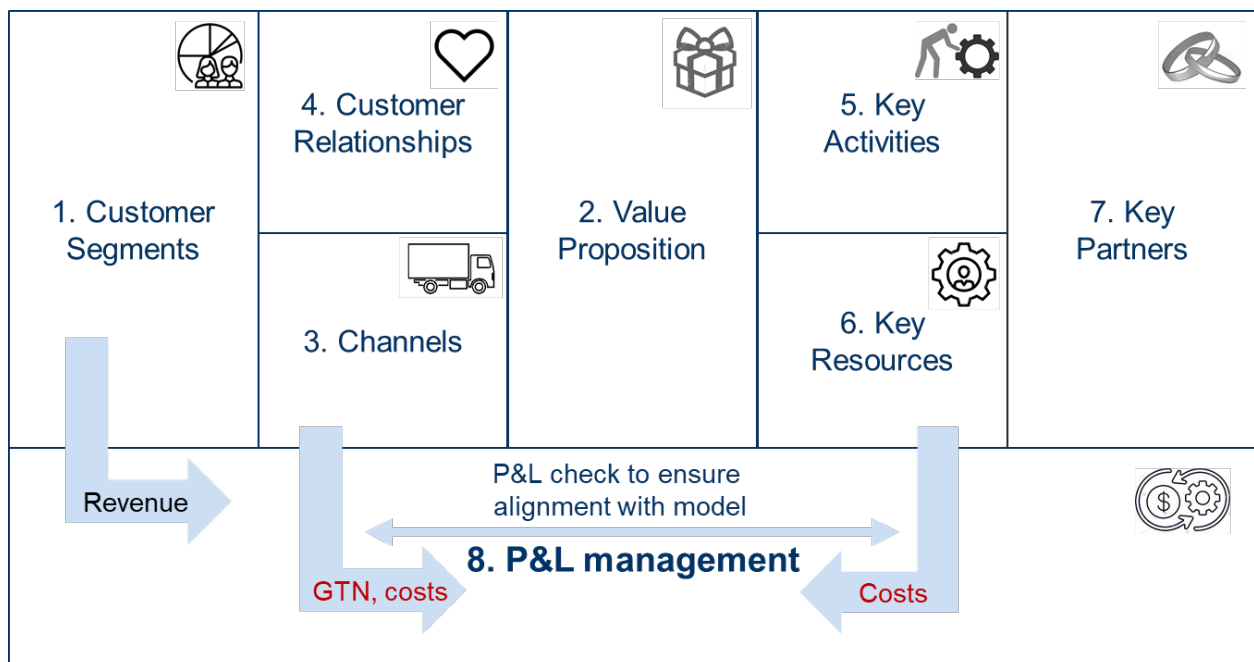 1. Customer
Segments
4. Customer
Relationships
3. Channels
2. Value
Proposition
5. Key
Activities
6. Key
Resources
7. Key
Partners
Revenue
GTN, costs
P&L check to ensure
alignment with model
8. P&L management
Costs
$